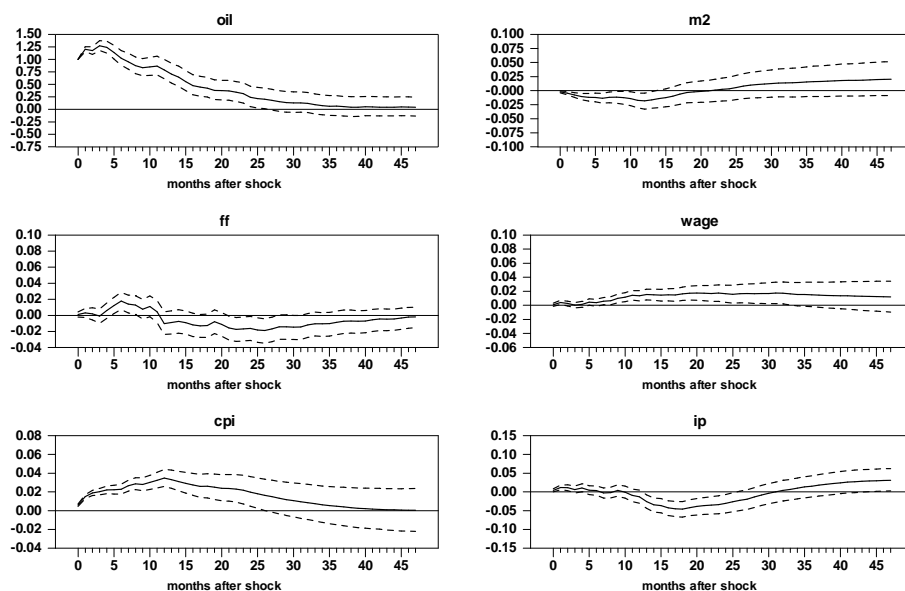 oil
1.50
1.25
1.00
0.75
0.50
0.25
0.00
-0.25
-0.50
-0.75
0 5 10 15 20 25 30 35 40 45
months after shock
m2
0.100
0.075
0.050
0.025
-0.000
-0.025
-0.050
-0.075
-0.100
0 5 10 15 20 25 30 35 40 45
months after shock
ff
0.10
0.08
0.06
0.04
0.02
-0.00
-0.02
-0.04
0 5 10 15 20 25 30 35 40 45
months after shock
wage
0.10
0.08
0.06
0.04
0.02
0.00
-0.02
-0.04
-0.06
0 5 10 15 20 25 30 35 40 45
months after shock
cpi
0.08
0.06
0.04
0.02
0.00
-0.02
-0.04
0 5 10 15 20 25 30 35 40 45
months after shock
ip
0.15
0.10
0.05
0.00
-0.05
-0.10
-0.15
0 5 10 15 20 25 30 35 40 45
months after shock